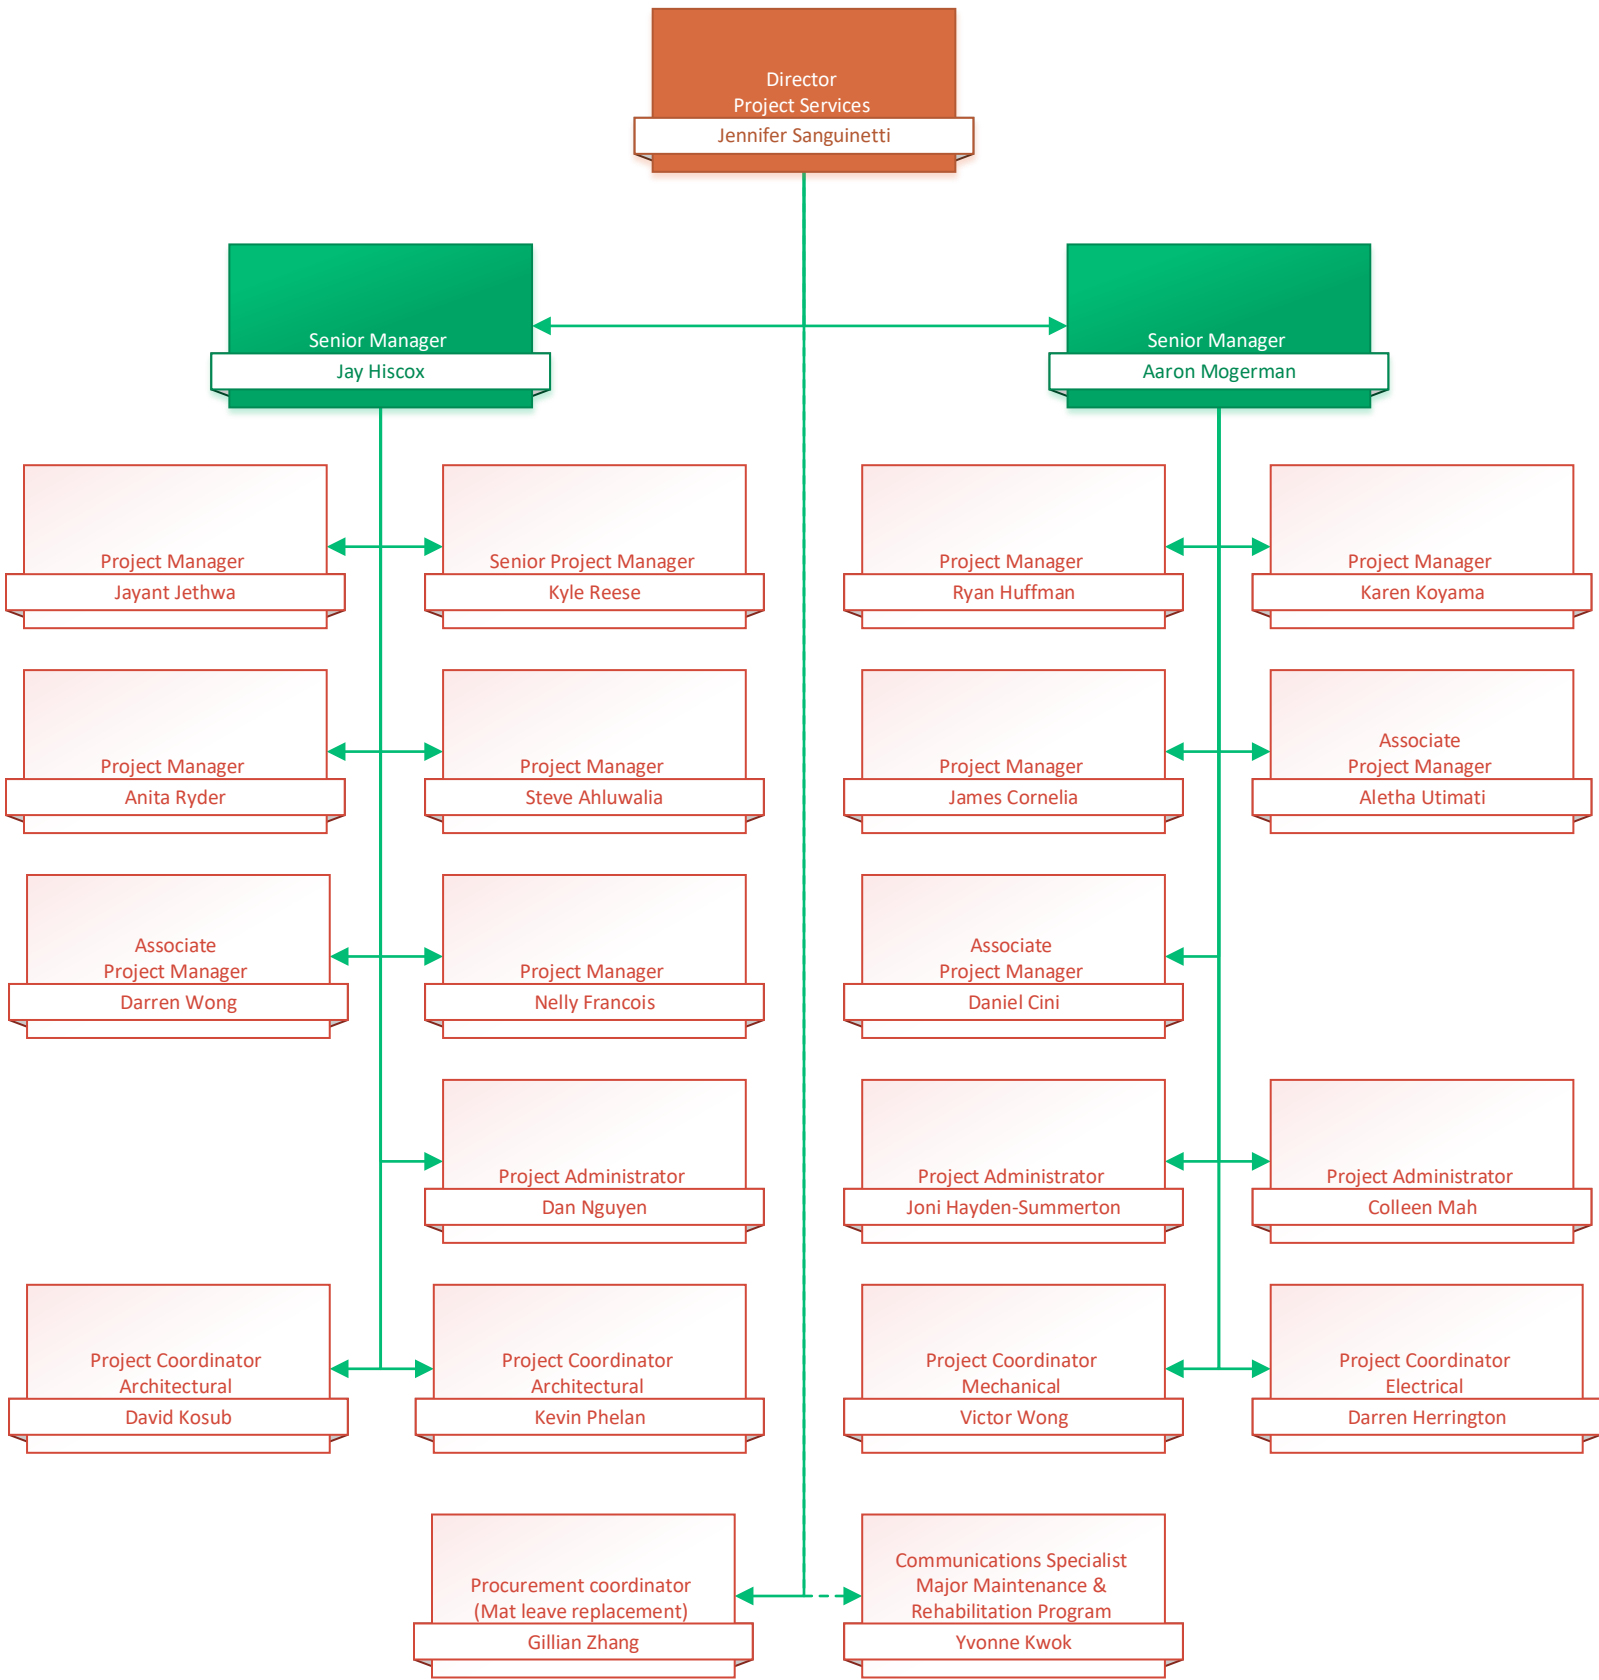 Director
Project Services
Jennifer Sanguinetti
Senior Manager
Jay Hiscox
Senior Manager
Aaron Mogerman
Project Manager
Jayant Jethwa
Senior Project Manager
Kyle Reese
Project Manager
Ryan Huffman
Project Manager
Karen Koyama
Project Manager
Anita Ryder
Project Manager
Steve Ahluwalia
Project Manager
James Cornelia
Associate
Project Manager
Aletha Utimati
Associate
Project Manager
Darren Wong
Project Manager
Nelly Francois
Associate
Project Manager
Daniel Cini
Project Administrator
Dan Nguyen
Project Administrator
Joni Hayden-Summerton
Project Administrator
Colleen Mah
Project Coordinator
Architectural
David Kosub
Project Coordinator
Architectural
Kevin Phelan
Project Coordinator
Mechanical
Victor Wong
Project Coordinator
Electrical
Darren Herrington
Procurement coordinator
(Mat leave replacement)
Gillian Zhang
Communications Specialist
Major Maintenance &
Rehabilitation Program
Yvonne Kwok